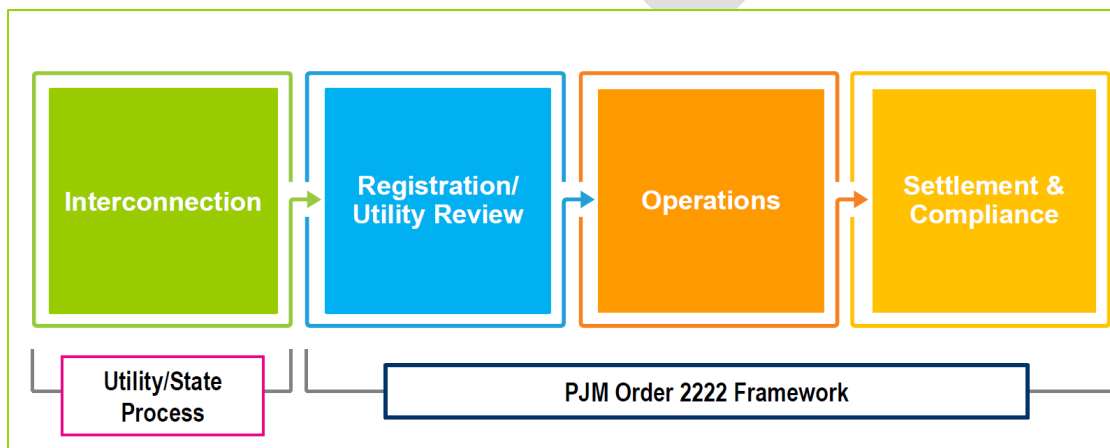 Interconnection
Registration/
Utility Review
Operations
Settlement &
Compliance
Utility/State
Process
PJM Order 2222 Framework